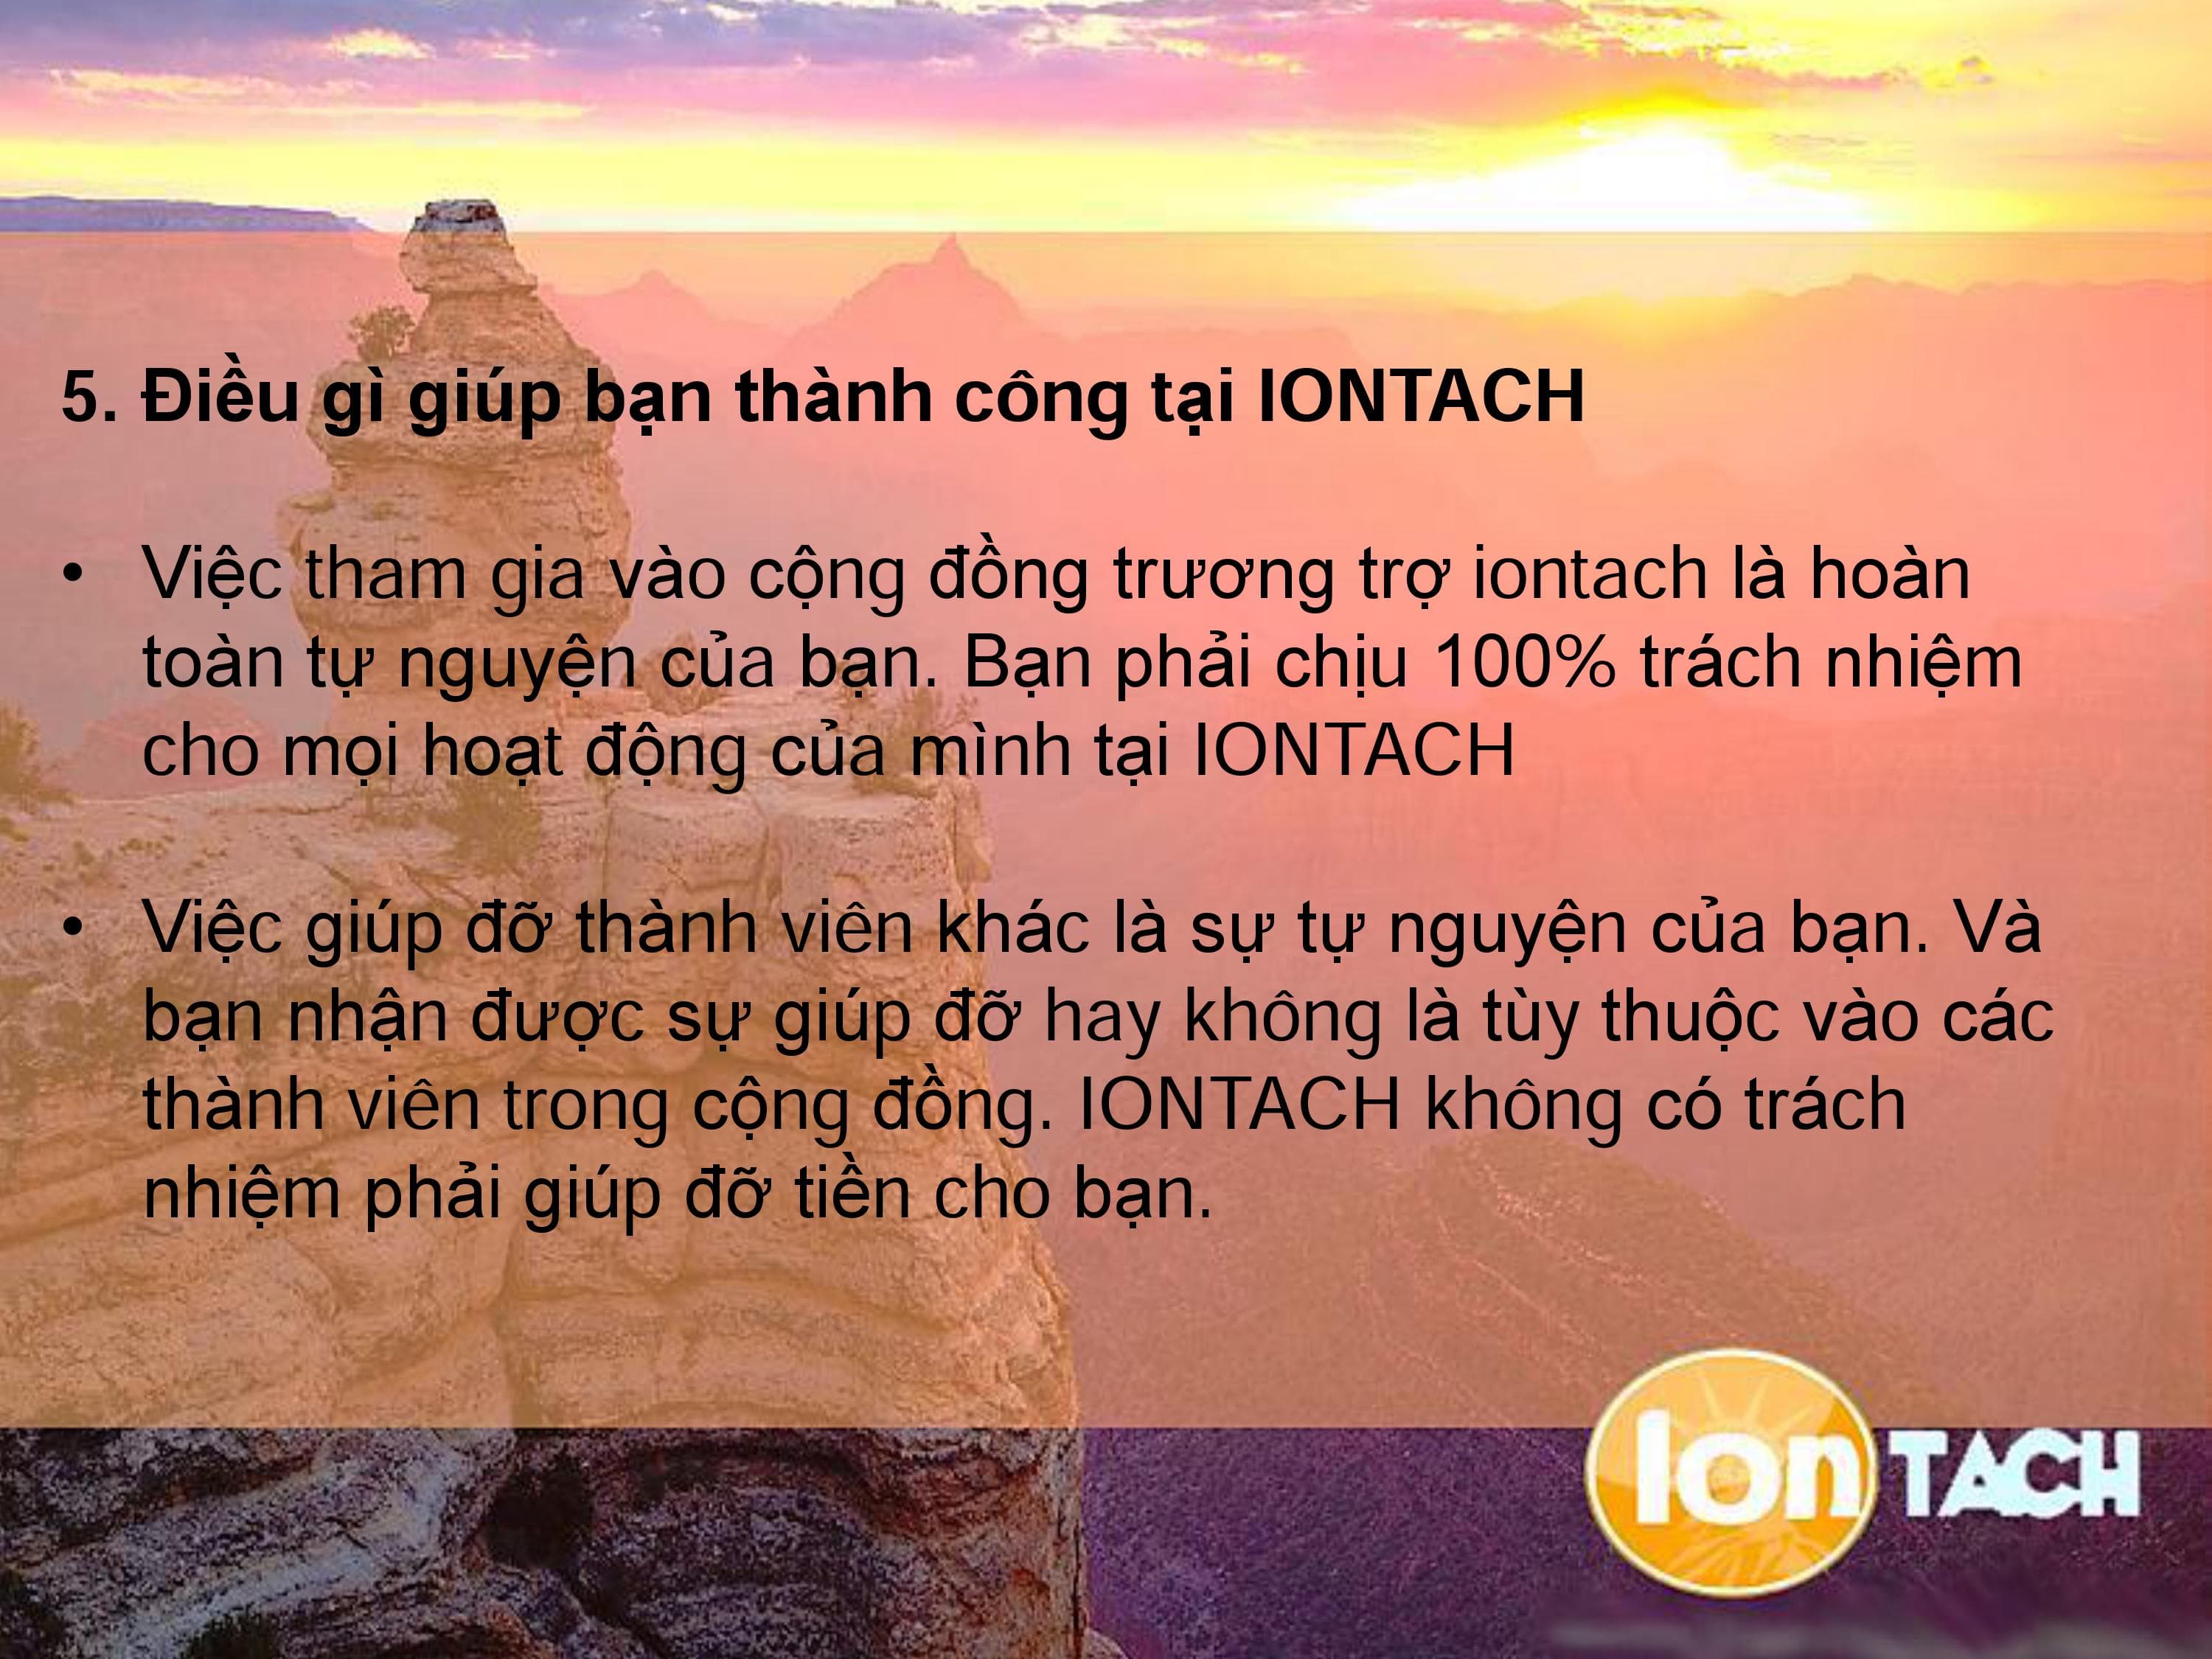 5. Điều gì giúp bạn thành công tại IONTACH
• Việc tham gia vào cộng đồng trương trợ iontach là hoàn
toàn tự nguyện của bạn. Bạn phải chịu 100% trách nhiệm
cho mọi hoạt động của mình tại IONTACH
• Việc giúp đỡ thành viên khác là sự tự nguyện của bạn. Và
bạn nhận được sự giúp đỡ hay không là tùy thuộc vào các
thành viên trong cộng đồng. IONTACH không có trách
nhiệm phải giúp đỡ tiền cho bạn.
Ion TACH